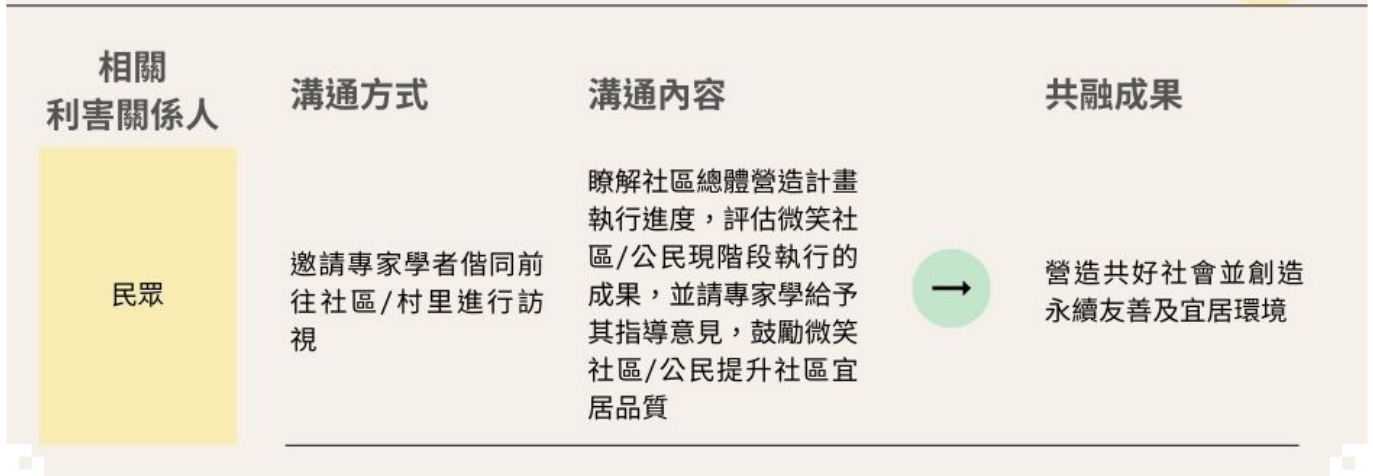 相關
利害關係人
溝通方式
溝通內容
共融成果
民眾
邀請專家學者偕同前
往社區/村里進行訪
視
瞭解社區總體營造計畫
執行進度，評估微笑社
區/公民現階段執行的
成果，並請專家學給予
其指導意見，鼓勵微笑
社區/公民提升社區宜
居品質
營造共好社會並創造
永續友善及宜居環境